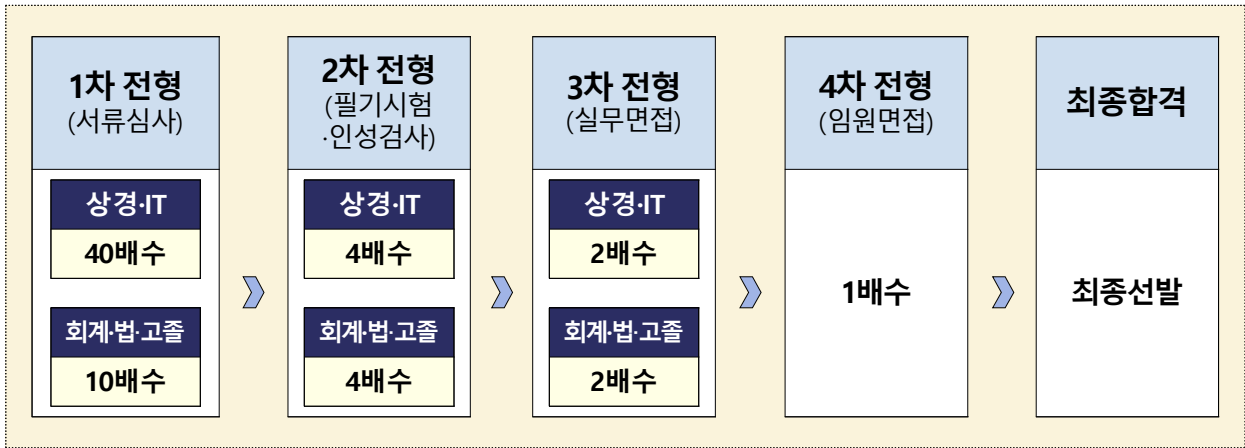 1차 전형
(서류심사)
상경·IT
40배수
회계·법·고졸
10배수
2차 전형
(필기시험
·인성검사)
상경·IT
4배수
회계·법·고졸
4배수
3차 전형
(실무면접)
상경·IT
2배수
회계·법·고졸
2배수
4차 전형
(임원면접)
1배수
최종합격
최종선발